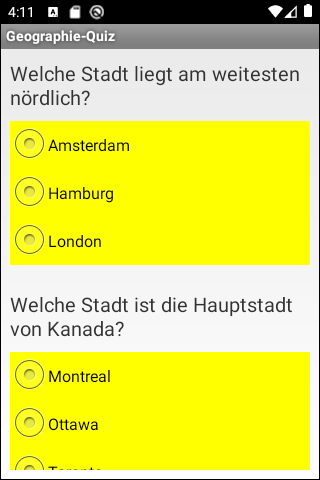 4:11
Geographie-Quiz
Welche Stadt liegt am weitesten
nördlich?
Amsterdam
Hamburg
London
Welche Stadt ist die Hauptstadt
von Kanada?
Montreal
Ottawa
Toronto